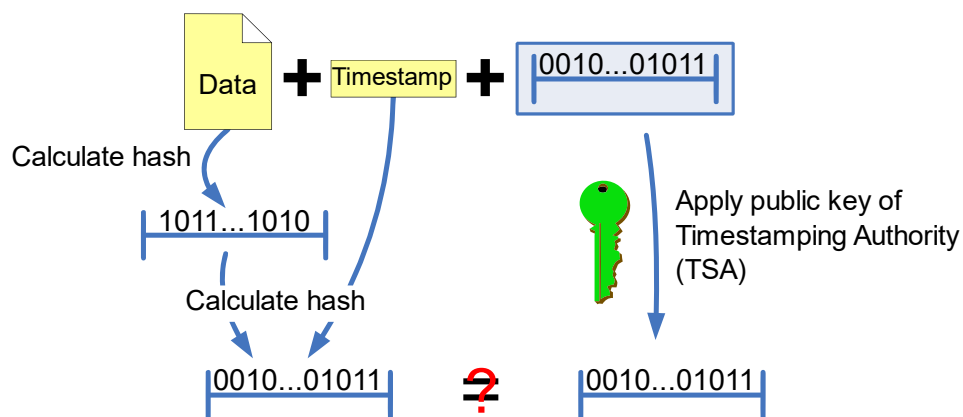 0010...01011
Data
Timestamp
Calculate hash
1011...1010
Apply public key of
Timestamping Authority
(TSA)
Calculate hash
0010...01011
?
=
0010...01011